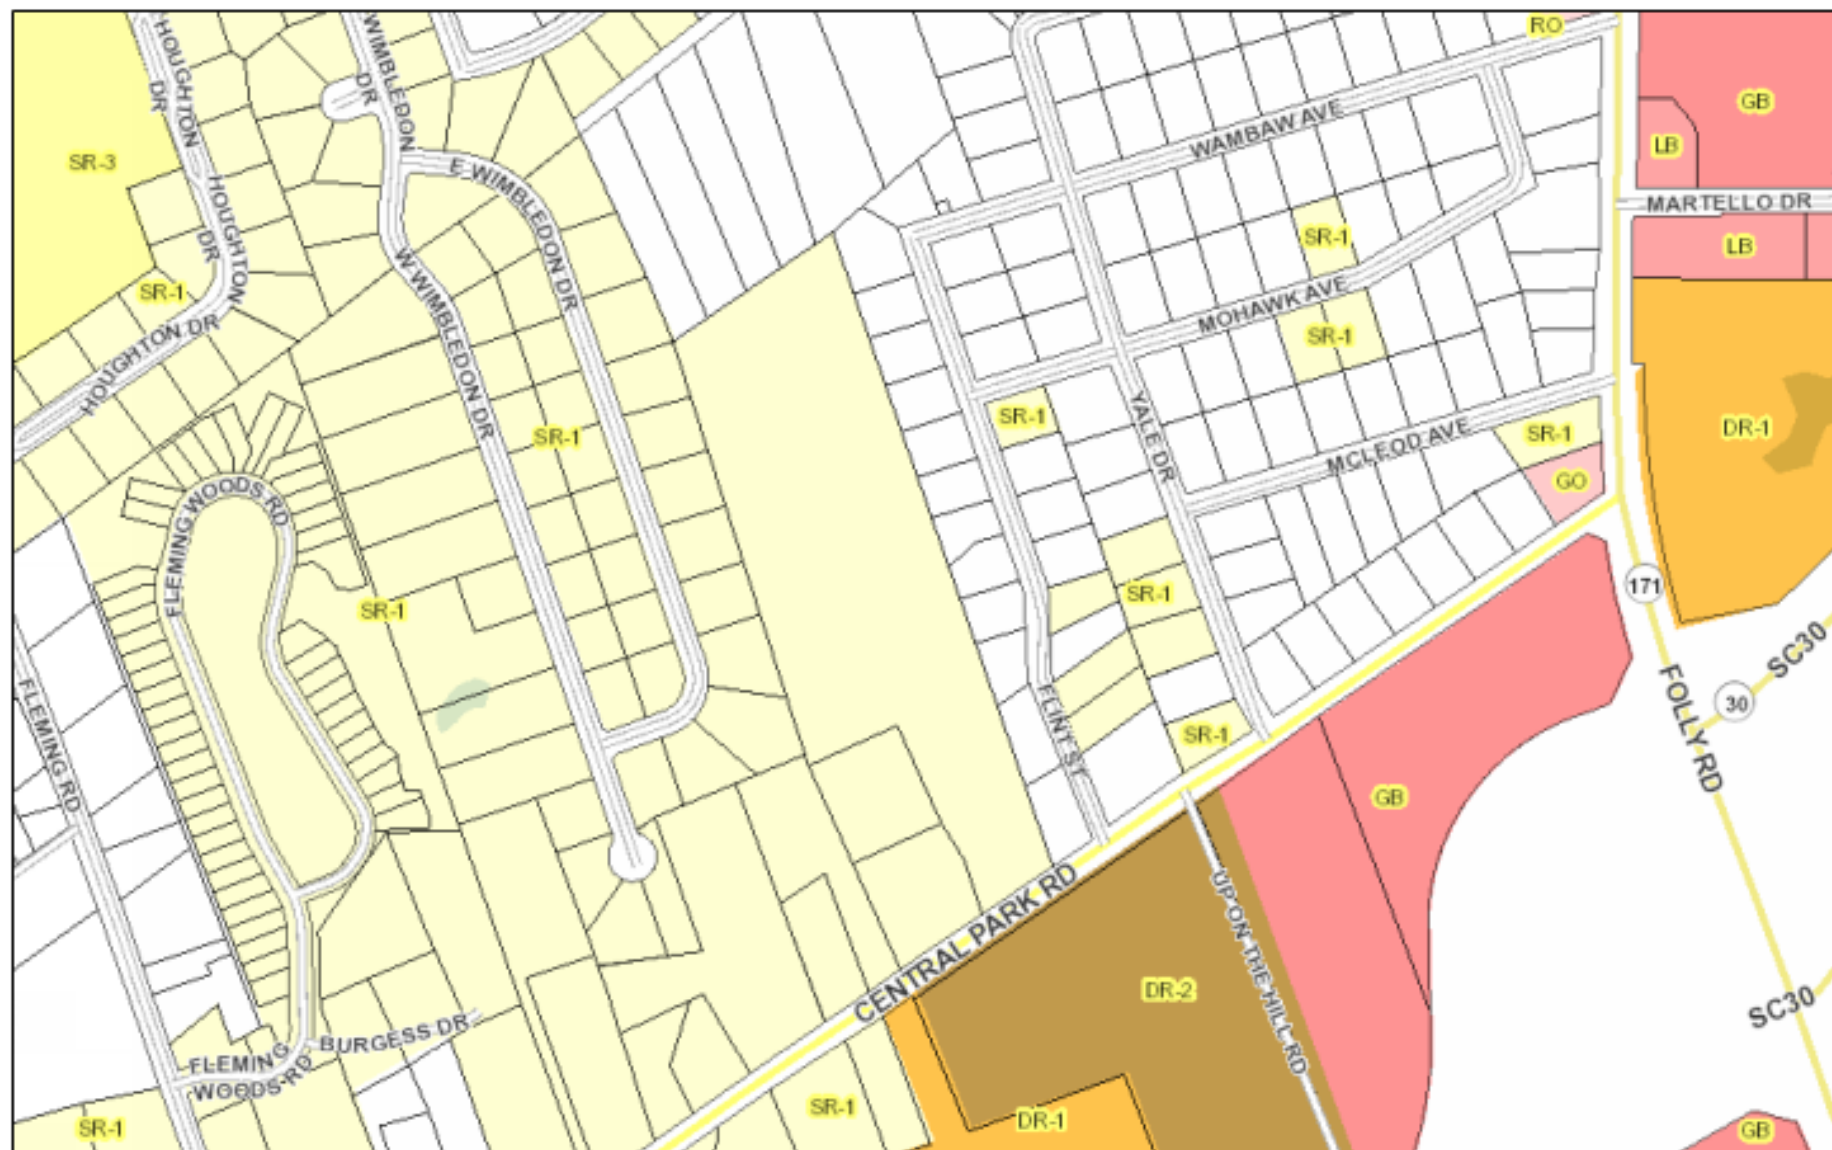 HOUGHTON
DR
WIMBLEDON
DR
RO
GB
SR-3
LB
WAMBAW AVE
E WIMBLEDON DR
HOUGHTON
DR
MARTELLO DR
SR-1
LB
SR-1
W WIMBLEDON DR
MOHAWK AVE
SR-1
HOUGHTON DR
SR-1
SR-1
YALE DR
SR-1
DR-1
MCLEOD AVE
GO
FLEMING WOODS RD
SR-1
SR-1
171
SC30
FLEMING RD
FLINT ST
SR-1
FOLLY RD
30
GB
CENTRAL PARK RD
UP ON THE HILL RD
DR-2
SC30
BURGESS DR
FLEMING
WOODS RD
SR-1
SR-1
DR-1
GB